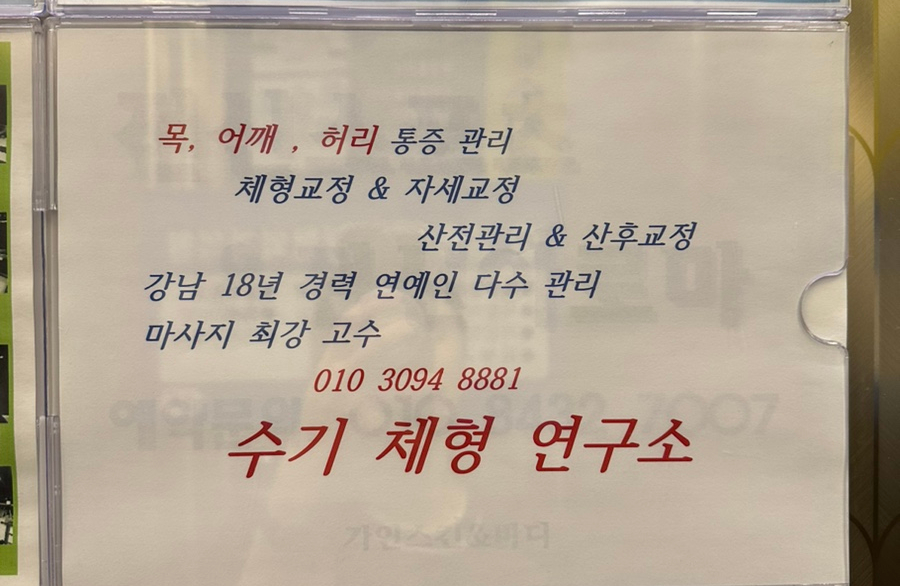 목, 어깨 , 허리 통증 관리
체형교정 & 자세교정
산전관리 & 산후교정
강남 18년 경력 연예인 다수 관리
마사지 최강 고수
010 3094 8881
수기 체형 연구소